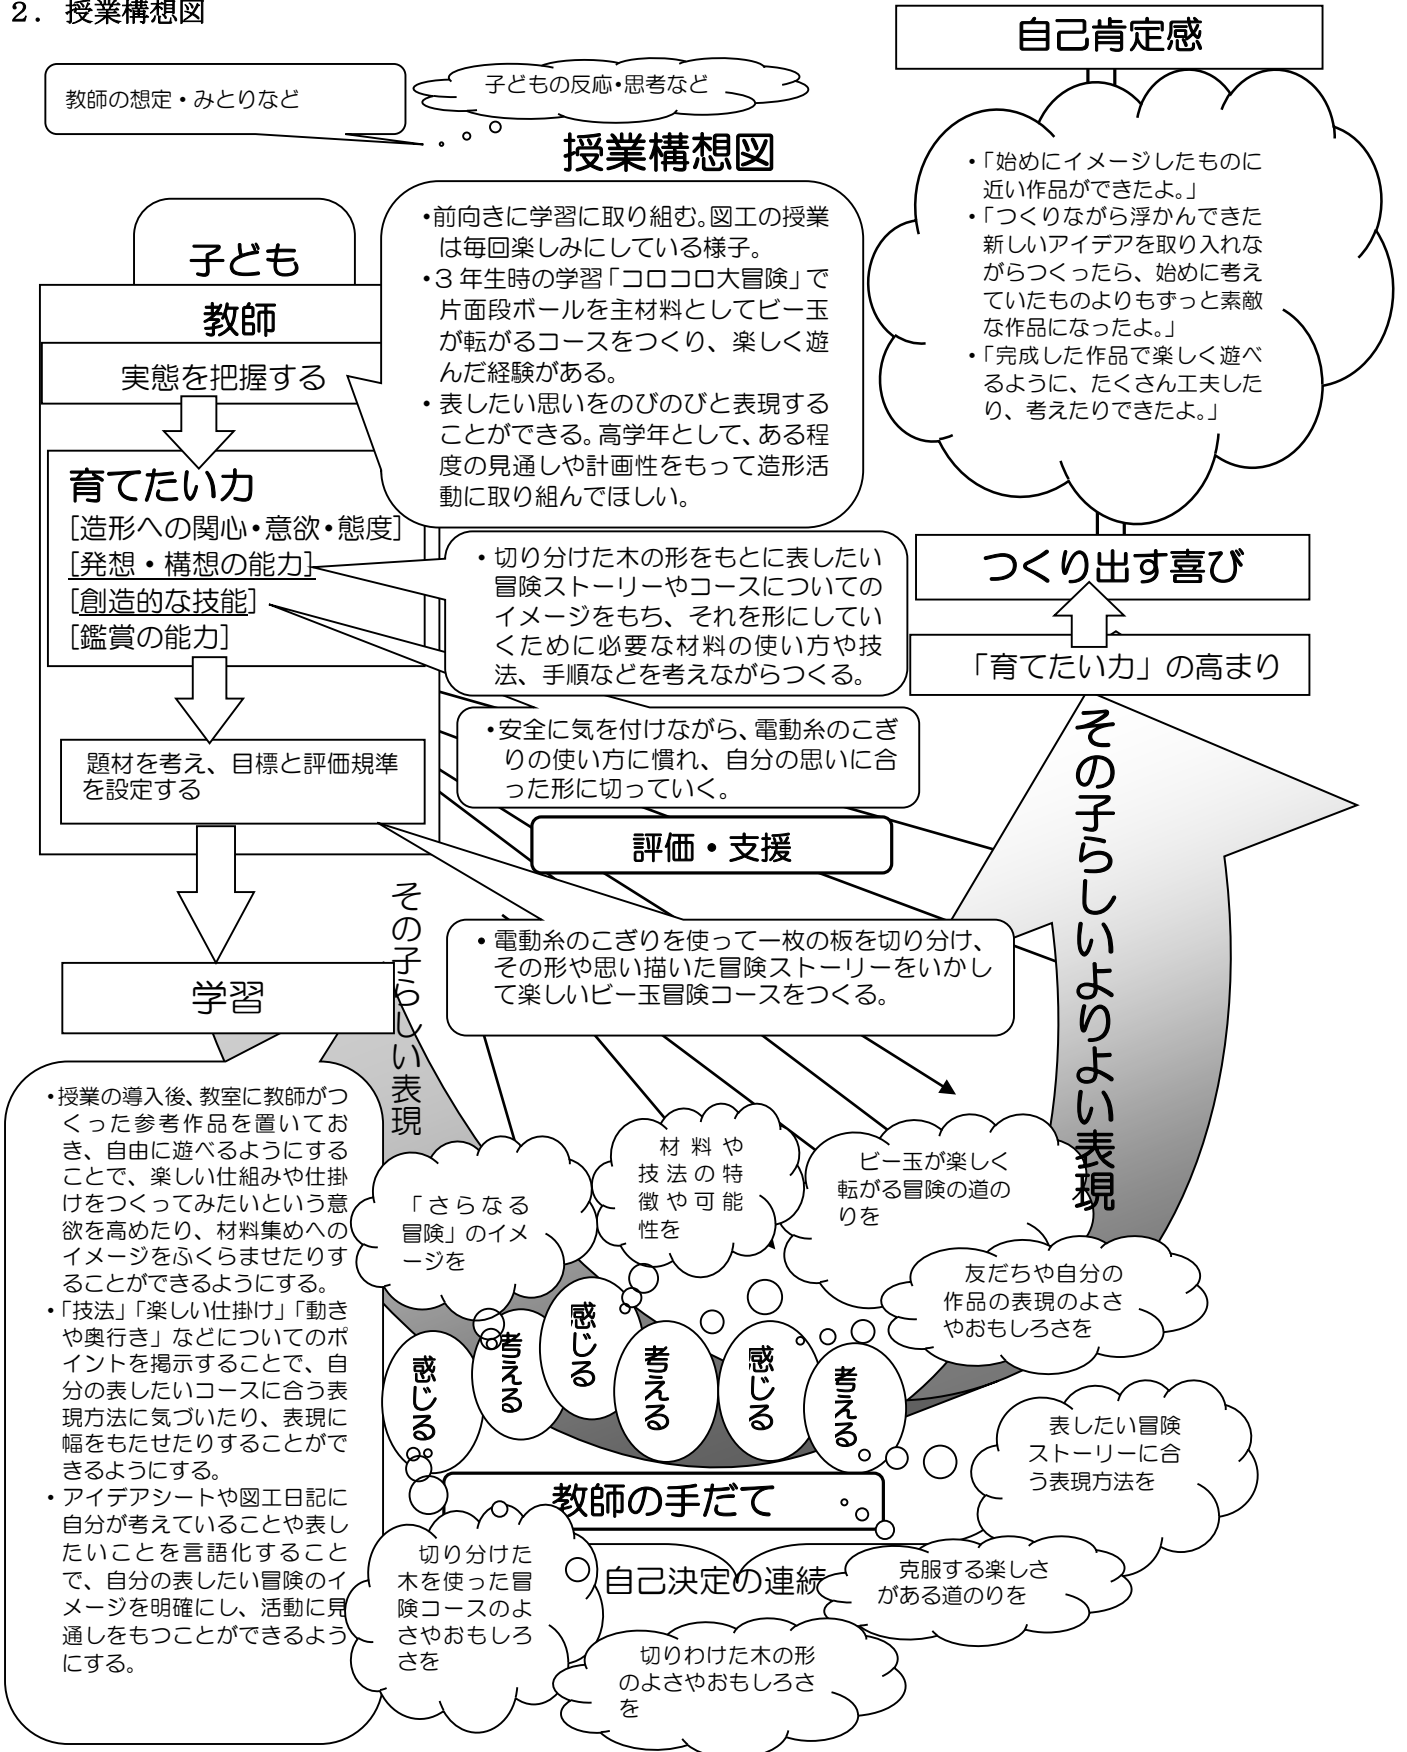 ２．授業構想図
自己肯定感
教師の想定・みとりなど
子どもの反応・思考など
授業構想図
・「始めにイメージしたものに
近い作品ができたよ。」
・「つくりながら浮かんできた
新しいアイデアを取り入れな
がらつくったら、始めに考え
ていたものよりもずっと素敵
な作品になったよ。」
・「完成した作品で楽しく遊べ
るように、たくさん工夫した
り、考えたりできたよ。」
子ども
教師
実態を把握する
・前向きに学習に取り組む。図工の授業
は毎回楽しみにしている様子。
・３年生時の学習「コロコロ大冒険」で
片面段ボールを主材料としてビー玉
が転がるコースをつくり、楽しく遊
んだ経験がある。
・表したい思いをのびのびと表現する
ことができる。高学年として、ある程
度の見通しや計画性をもって造形活
動に取り組んでほしい。
育てたい力
[造形への関心・意欲・態度]
[発想・構想の能力]
[創造的な技能]
[鑑賞の能力]
・切り分けた木の形をもとに表したい
冒険ストーリーやコースについての
イメージをもち、それを形にしてい
くために必要な材料の使い方や技
法、手順などを考えながらつくる。
つくり出す喜び
「育てたい力」の高まり
・安全に気を付けながら、電動糸のこぎ
りの使い方に慣れ、自分の思いに合
った形に切っていく。
題材を考え、目標と評価規準
を設定する
評価・支援
その子らしいよりよい表現
その子らしい表現
・電動糸のこぎりを使って一枚の板を切り分け、
その形や思い描いた冒険ストーリーをいかし
て楽しいビー玉冒険コースをつくる。
学習
・授業の導入後、教室に教師がつ
くった参考作品を置いてお
き、自由に遊べるようにする
ことで、楽しい仕組みや仕掛
けをつくってみたいという意
欲を高めたり、材料集めへの
イメージをふくらませたりす
ることができるようにする。
・「技法」「楽しい仕掛け」「動き
や奥行き」などについてのポ
イントを掲示することで、自
分の表したいコースに合う表
現方法に気づいたり、表現に
幅をもたせたりすることがで
きるようにする。
・アイデアシートや図工日記に
自分が考えていることや表し
たいことを言語化すること
で、自分の表したい冒険のイ
メージを明確にし、活動に見
通しをもつことができるよう
にする。
「さらなる
冒険」のイメ
ージを
材料や
技法の特
徴や可能
性を
ビー玉が楽しく
転がる冒険の道の
りを
友だちや自分の
作品の表現のよさ
やおもしろさを
感じる
考える
感じる
考える
感じる
考える
表したい冒険
ストーリーに合
う表現方法を
教師の手だて
切り分けた
木を使った冒
険コースのよ
さやおもしろ
さを
自己決定の連続
克服する楽しさ
がある道のりを
切りわけた木の形
のよさやおもしろさ
を